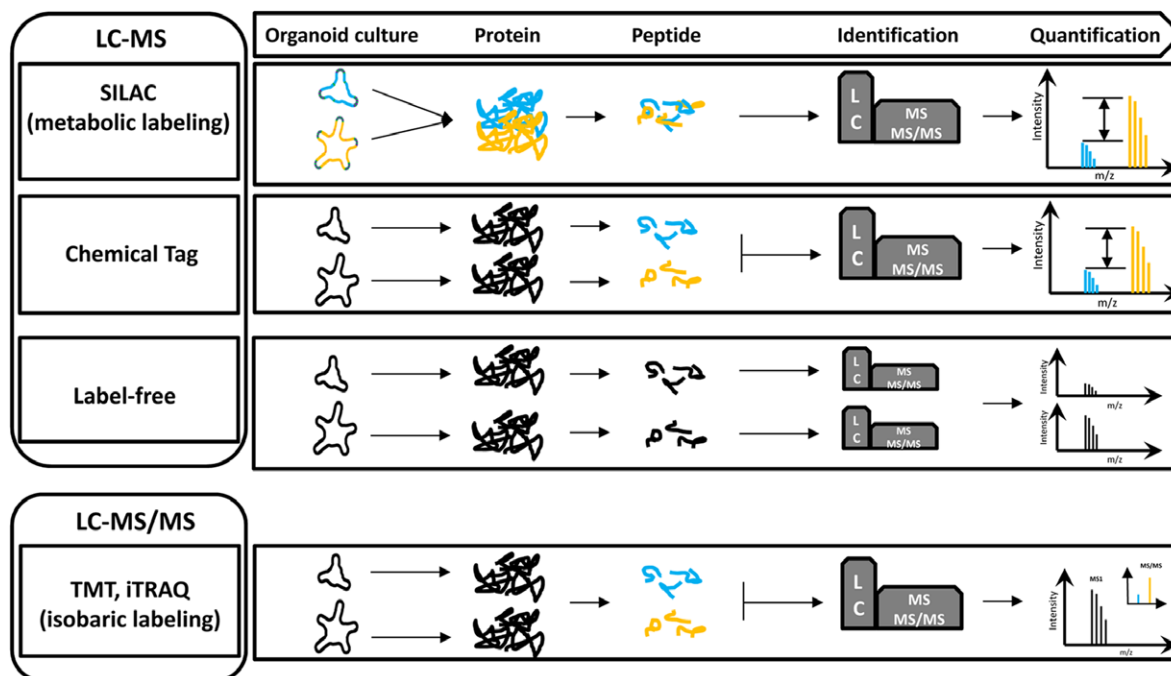 LC-MS
Organoid culture Protein Peptide Identification Quantification
SILAC
(metabolic labeling)
L
C
MS
MS/MS
Intensity
m/z
Chemical Tag
L
C
MS
MS/MS
Intensity
m/z
Label-free
L
C
MS
MS/MS
Intensity
m/z
L
C
MS
MS/MS
Intensity
m/z
LC-MS/MS
TMT, iTRAQ
(isobaric labeling)
L
C
MS
MS/MS
Intensity
MS1
MS/MS
m/z